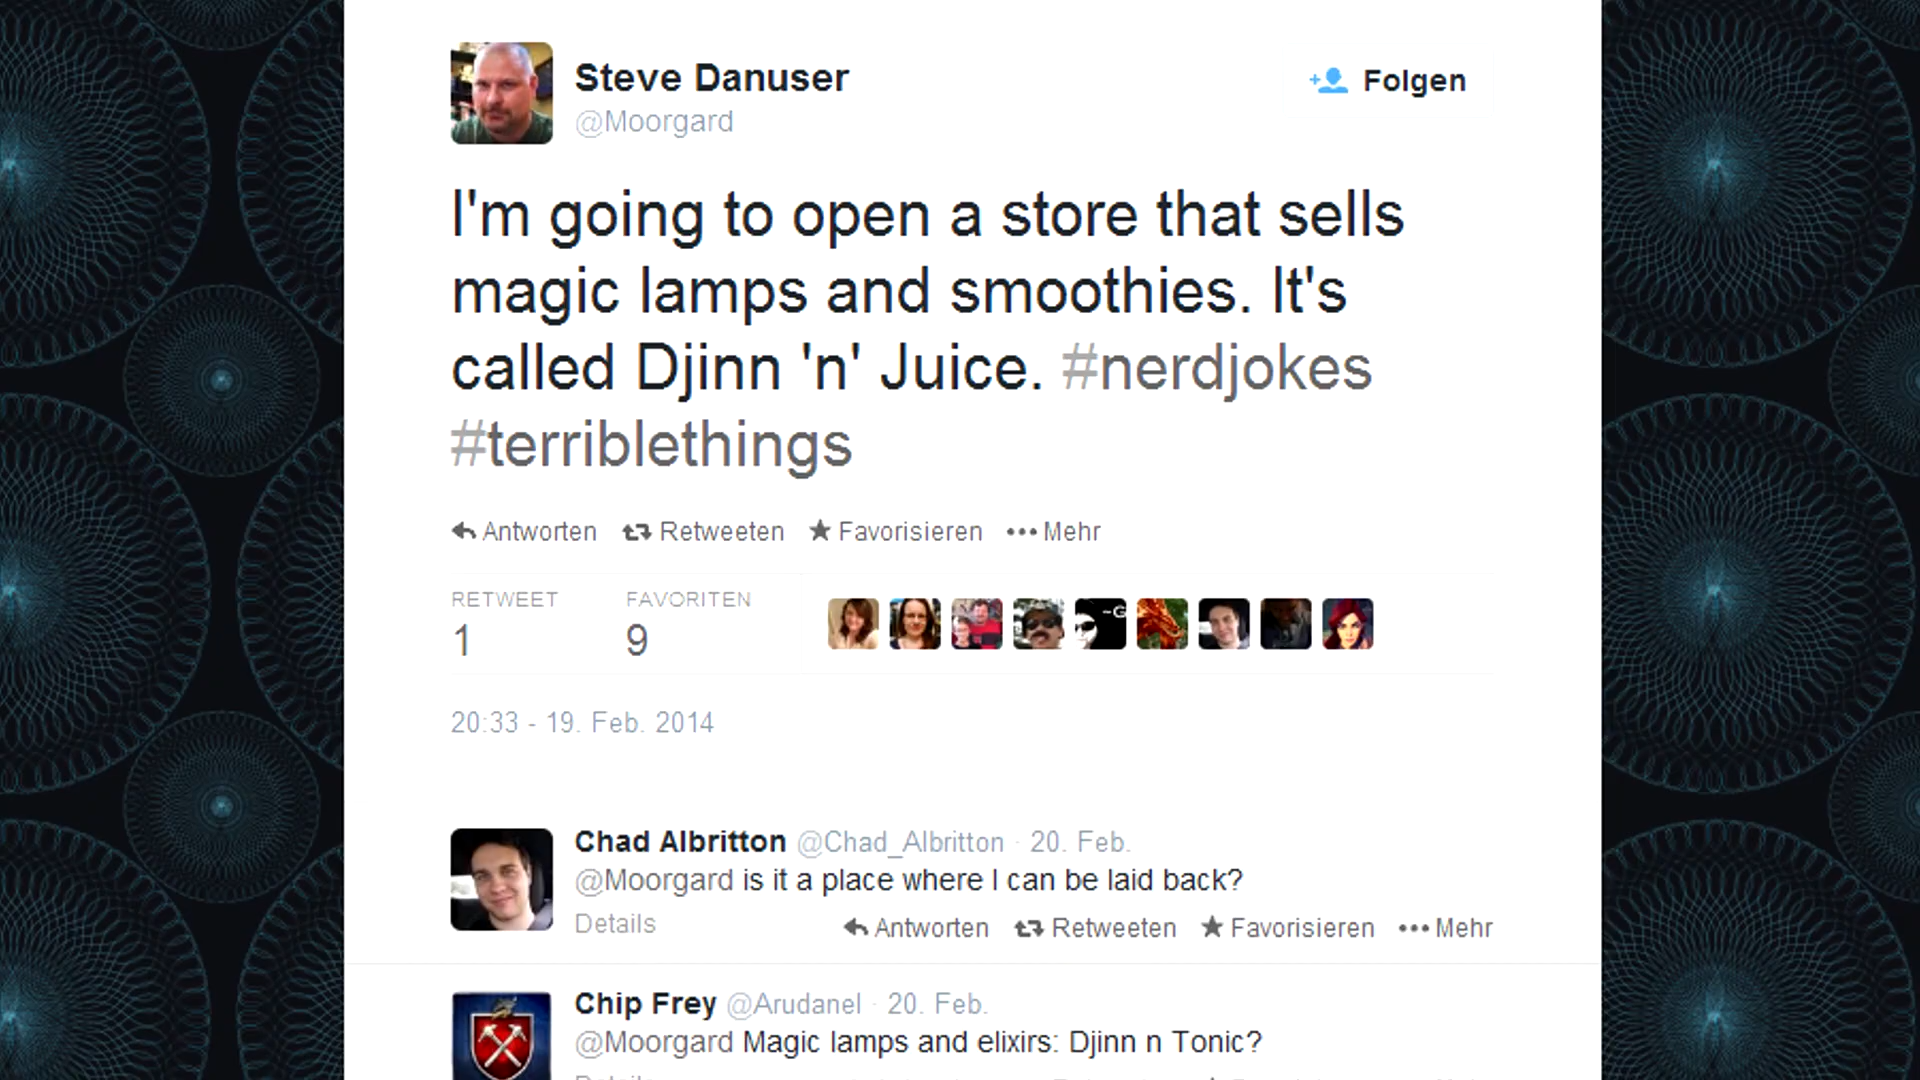 Steve Danuser
@Moorgard
Folgen
I'm going to open a store that sells
magic lamps and smoothies. It's
called Djinn 'n' Juice. #nerdjokes
#terriblethings
Antworten Retweeten Favorisieren Mehr
RETWEET FAVORITEN
1 9
-G
20:33 - 19. Feb. 2014
Chad Albritton @Chad_Albritton · 20. Feb.
@Moorgard is it a place where I can be laid back?
Details Antworten Retweeten Favorisieren Mehr
Chip Frey @Arudanel · 20. Feb.
@Moorgard Magic lamps and elixirs: Djinn n Tonic?